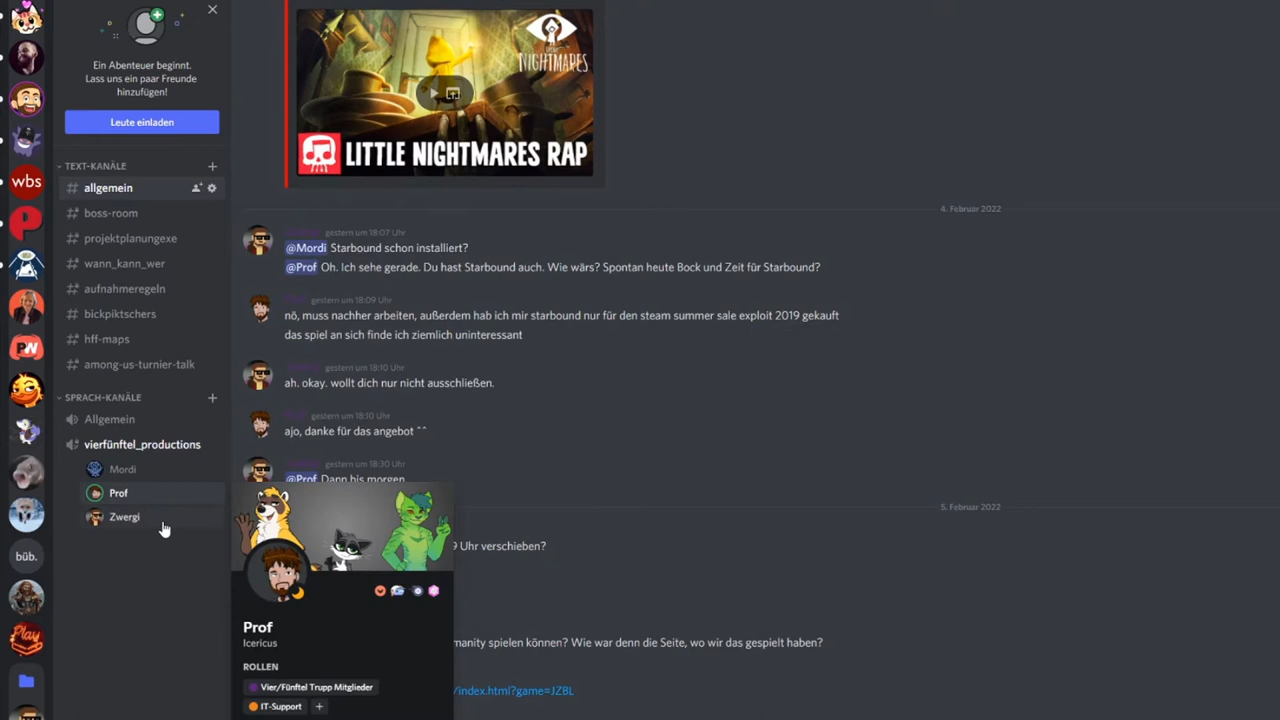 Ein Abenteuer beginnt.
Lass uns ein paar Freunde
hinzufügen!
Leute einladen
TEXT-KANÄLE
allgemein
boss-room
projektplanungexe
wann_kann_wer
aufnahmeregeln
bickpiktschers
hff-maps
among-us-turnier-talk
SPRACH-KANÄLE
Allgemein
vierfünftel_productions
Mordi
Prof
Zwergi
wbs
büb.
Play
NIGHTMARES
LITTLE NIGHTMARES RAP
4. Februar 2022
gestern um 18:07 Uhr
@Mordi Starbound schon installiert?
@Prof Oh. Ich sehe gerade. Du hast Starbound auch. Wie wärs? Spontan heute Bock und Zeit für Starbound?
gestern um 18:09 Uhr
nö, muss nachher arbeiten, außerdem hab ich mir starbound nur für den steam summer sale exploit 2019 gekauft
das spiel an sich finde ich ziemlich uninteressant
gestern um 18:10 Uhr
ah. okay. wollt dich nur nicht ausschließen.
gestern um 18:10 Uhr
ajo, danke für das angebot ^^
gestern um 18:30 Uhr
@Prof Dann bis morgen
5. Februar 2022
Uhr verschieben?
spielen können? Wie war denn die Seite, wo wir das gespielt haben?
/index.html?game=JZBL
Prof
Icericus
ROLLEN
Vier/Fünftel Trupp Mitglieder
IT-Support